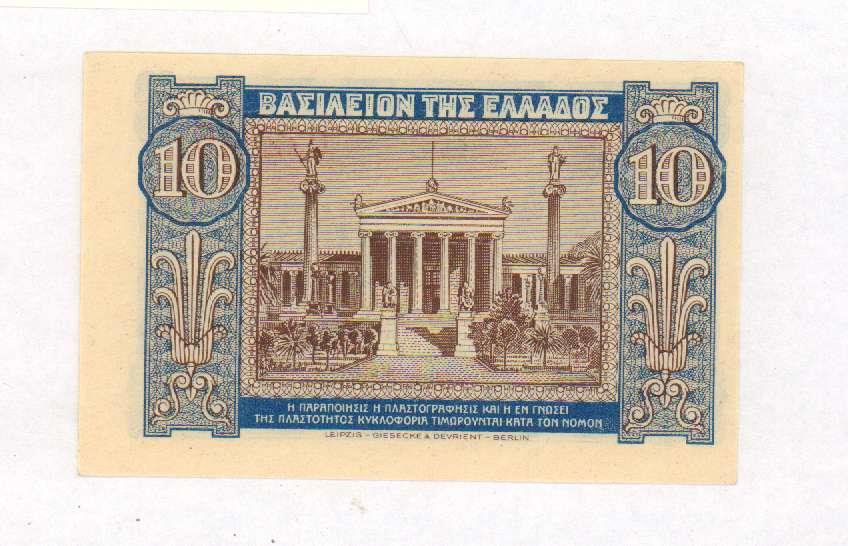 ΒΑΣΙΛΕΙΟΝ ΤΗΣ ΕΛΛΑΔΟΣ
10
10
Η ΠΑΡΑΠΟΙΗΣΙΣ Η ΠΛΑΣΤΟΓΡΑΦΗΣΙΣ ΚΑΙ Η ΕΝ ΓΝΩΣΕΙ
ΤΗΣ ΠΛΑΣΤΟΤΗΤΟΣ ΚΥΚΛΟΦΟΡΙΑ ΤΙΜΩΡΟΥΝΤΑΙ ΚΑΤΑ ΤΟΝ ΝΟΜΟΝ
LEIPZIG – GIESECKE & DEVRIENT – BERLIN